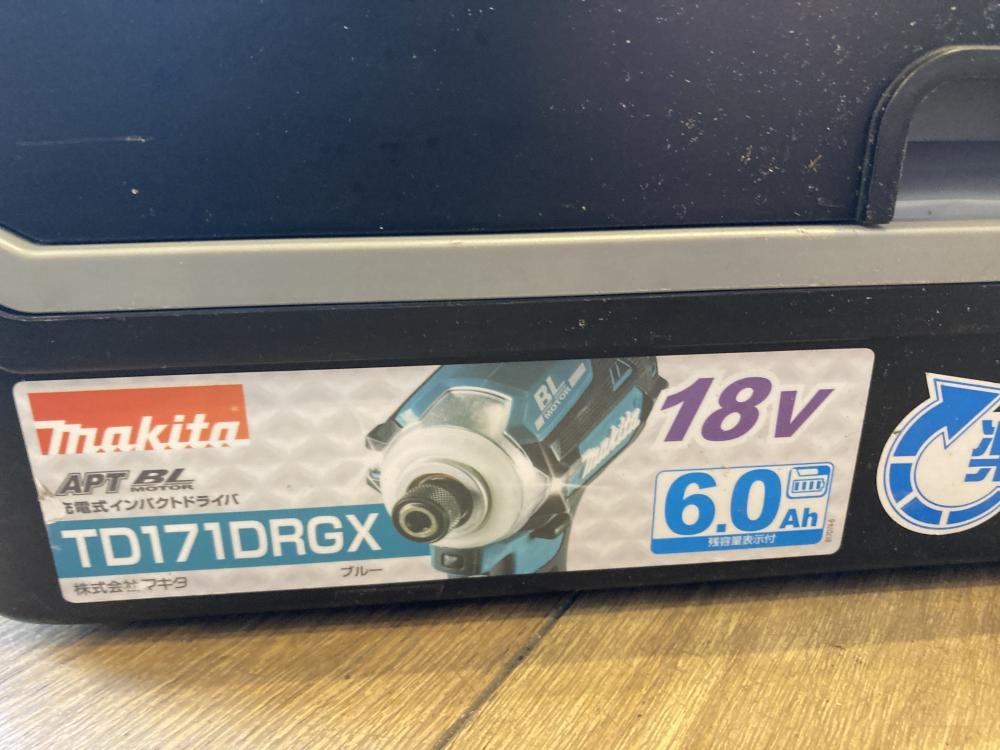 makita
APT BL
MOTOR
充電式インパクトドライバ
TD171DRGX
株式会社マキタ
ブルー
BL
MOTOR
makita
18V
6.0Ah
残容量表示付